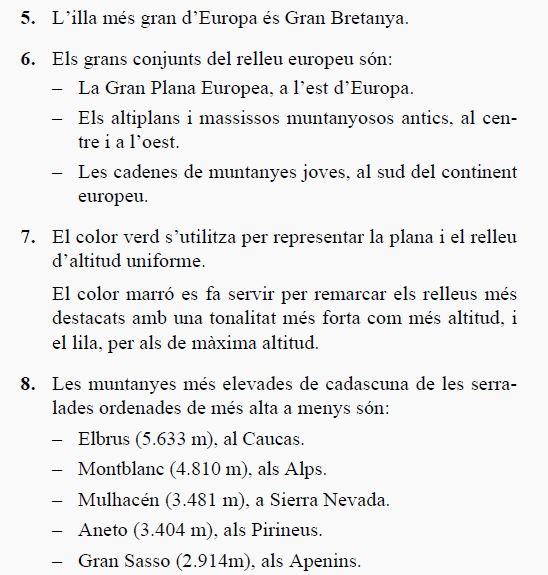 5. L’illa més gran d’Europa és Gran Bretanya.
6. Els grans conjunts del relleu europeu són:
– La Gran Plana Europea, a l’est d’Europa.
– Els altiplans i massissos muntanyosos antics, al cen-
tre i a l’oest.
– Les cadenes de muntanyes joves, al sud del continent
europeu.
7. El color verd s’utilitza per representar la plana i el relleu
d’altitud uniforme.
El color marró es fa servir per remarcar els relleus més
destacats amb una tonalitat més forta com més altitud, i
el lila, per als de màxima altitud.
8. Les muntanyes més elevades de cadascuna de les serra-
lades ordenades de més alta a menys són:
– Elbrus (5.633 m), al Caucas.
– Montblanc (4.810 m), als Alps.
– Mulhacén (3.481 m), a Sierra Nevada.
– Aneto (3.404 m), als Pirineus.
– Gran Sasso (2.914m), als Apenins.